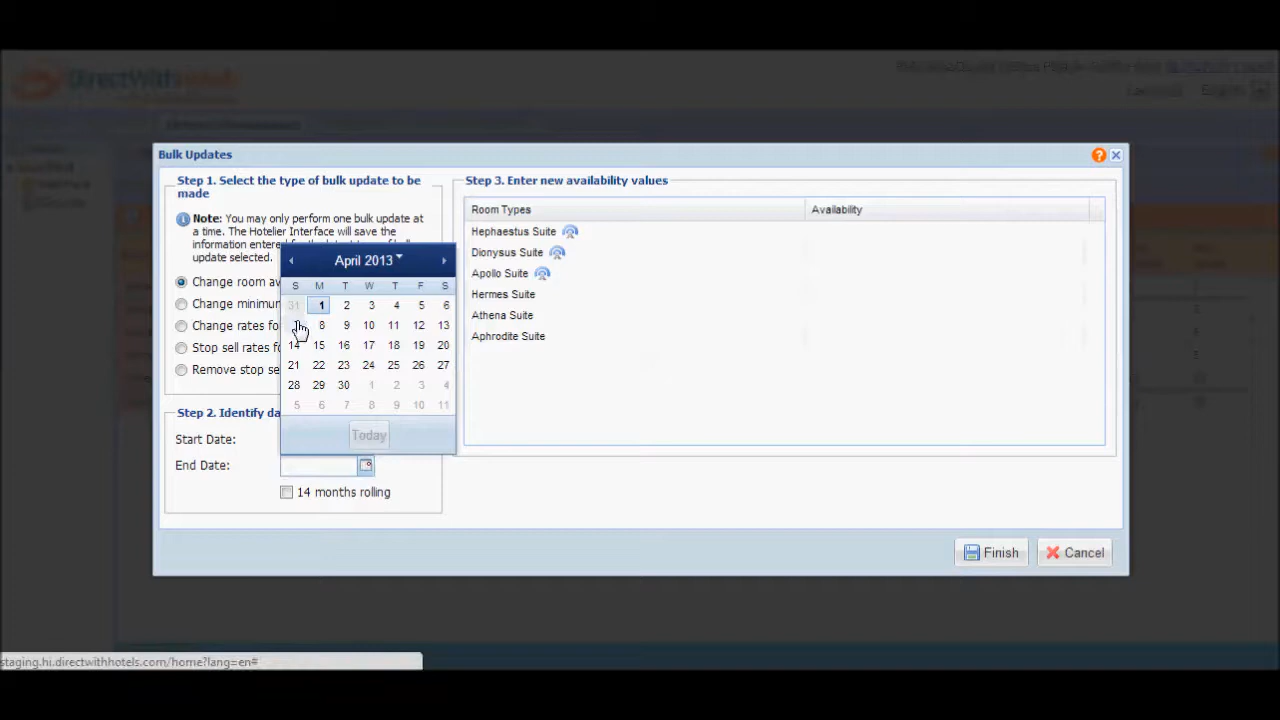 DirectWithHotels
Bulk Updates
Step 1. Select the type of bulk update to be
made
Note: You may only perform one bulk update at
a time. The Hotelier Interface will save the
information entered
update selected.
Change room av
Change minimun
Change rates fo
Stop sell rates f
Remove stop se
Step 2. Identify da
Start Date:
End Date:
14 months rolling
April 2013
S M T W T F S
31 1 2 3 4 5 6
8 9 10 11 12 13
14 15 16 17 18 19 20
21 22 23 24 25 26 27
28 29 30 1 2 3 4
5 6 7 8 9 10 11
Today
Step 3. Enter new availability values
Room Types Availability
Hephaestus Suite
Dionysus Suite
Apollo Suite
Hermes Suite
Athena Suite
Aphrodite Suite
Finish Cancel
staging.hi.directwithhotels.com/home?lang=en#